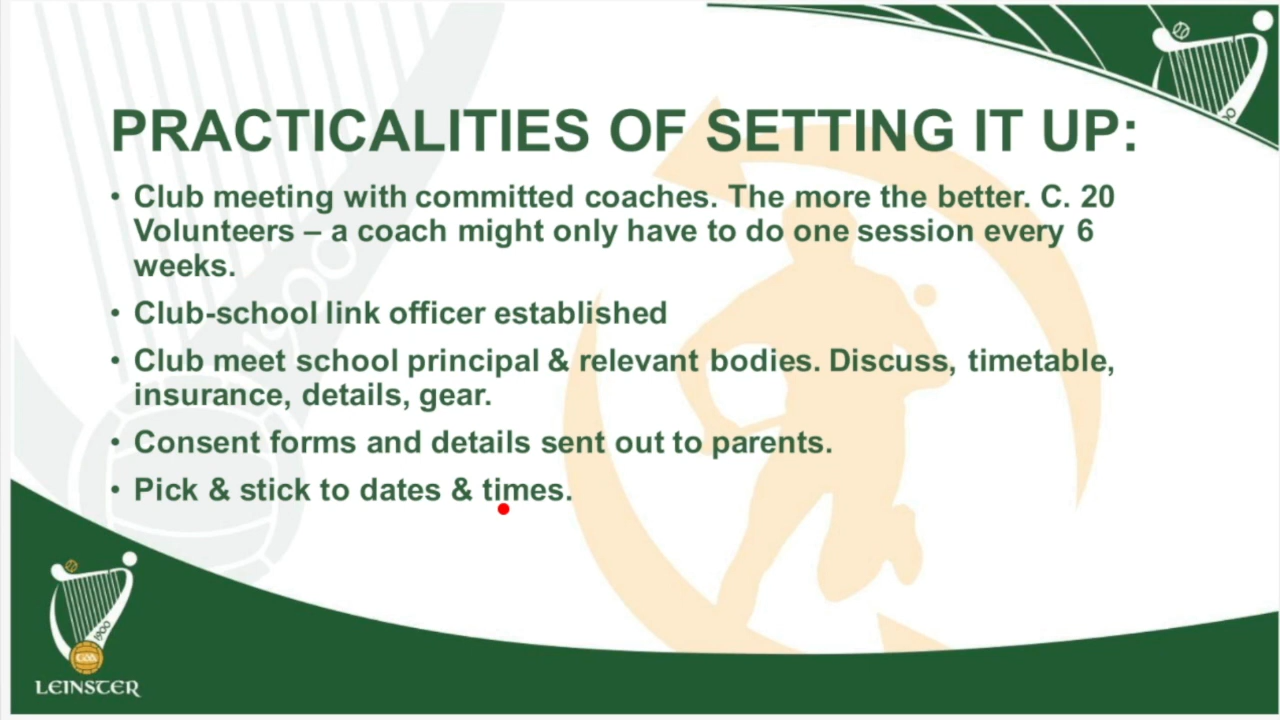 PRACTICALITIES OF SETTING IT UP:
• Club meeting with committed coaches. The more the better. C. 20
Volunteers – a coach might only have to do one session every 6
weeks.
• Club-school link officer established
• Club meet school principal & relevant bodies. Discuss, timetable,
insurance, details, gear.
• Consent forms and details sent out to parents.
• Pick & stick to dates & times.
1900
1900
GAA
LEINSTER